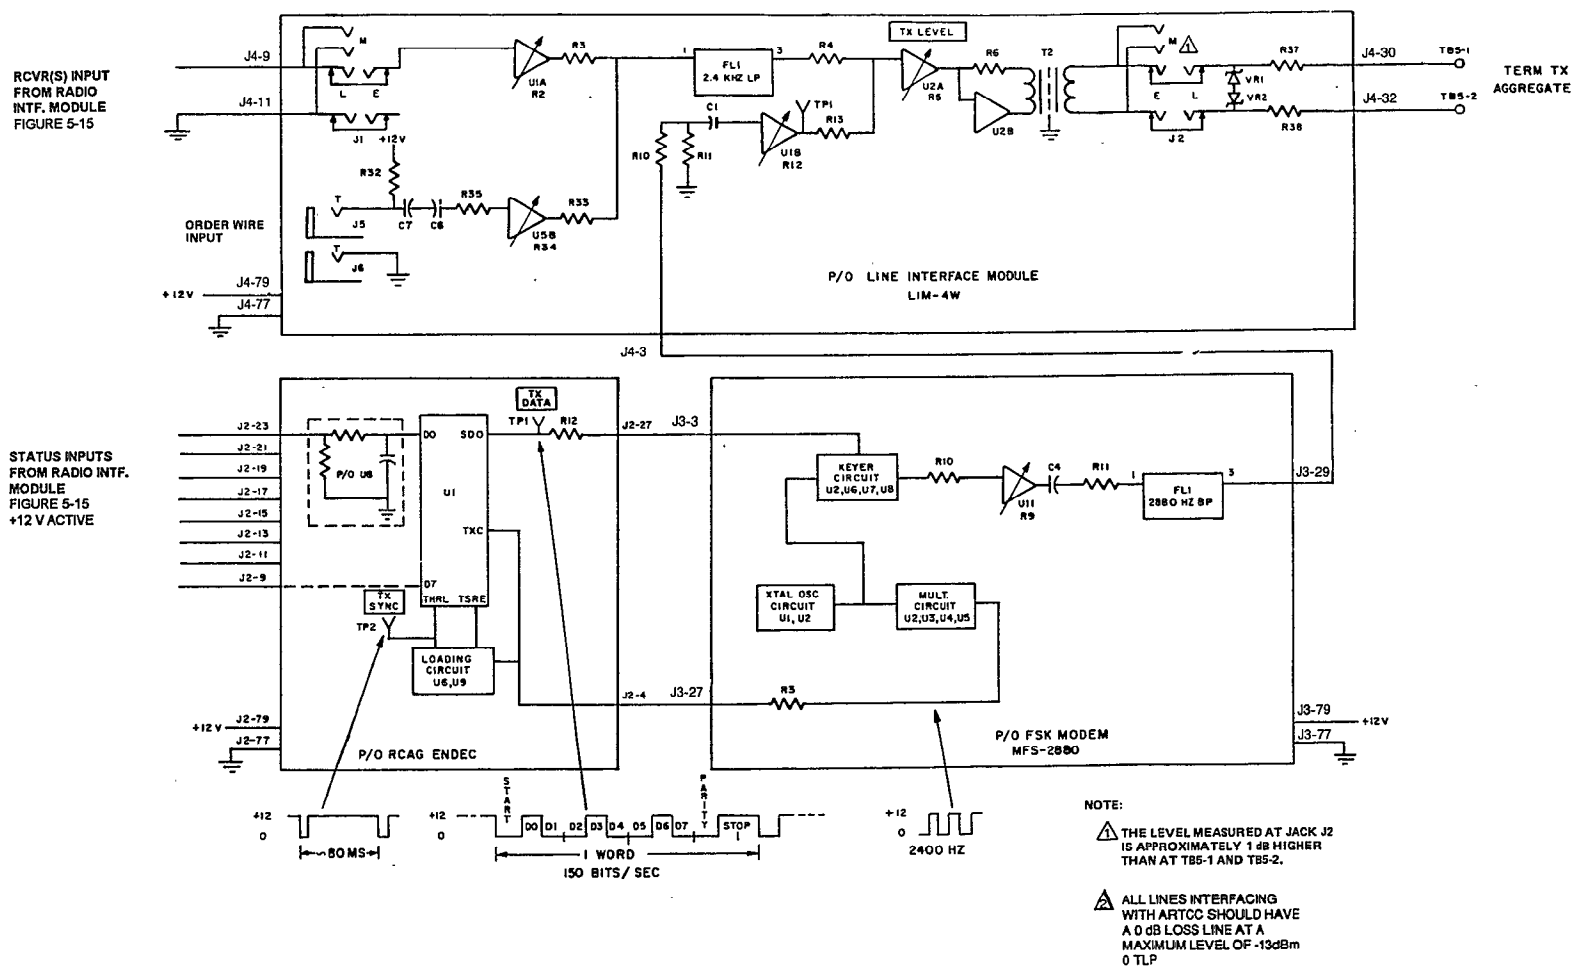 RCVR(S) INPUT
FROM RADIO
INTF. MODULE
FIGURE 5-15
J4-9
J4-11
M
L
E
J1
+12V
R32
T
J5
C7
C6
R35
U5B
R34
R33
T
J6
ORDER WIRE
INPUT
J4-79
+12V
J4-77
U1A
R2
R3
1
FL1
2.4 KHZ LP
3
R4
TX LEVEL
U2A
R5
R6
U2B
T2
R10
R11
C1
U1B
R12
TP1
R13
M
1
E
L
J2
VR1
VR2
R37
R38
J4-30
J4-32
TB5-1
TB5-2
TERM TX
AGGREGATE
P/O LINE INTERFACE MODULE
LIM-4W
J4-3
STATUS INPUTS
FROM RADIO INTF.
MODULE
FIGURE 5-15
+12 V ACTIVE
J2-23
J2-21
J2-19
J2-17
J2-15
J2-13
J2-11
J2-9
P/O U8
D0
SDO
U1
TXC
D7
THRL
TSRE
TX
DATA
TP1
R12
J2-27
J3-3
TX
SYNC
TP2
LOADING
CIRCUIT
U6,U9
J2-4
J3-27
+12V
J2-79
J2-77
P/O RCAG ENDEC
KEYER
CIRCUIT
U2,U6,U7,U8
R10
U11
R9
C4
R11
1
FL1
2880 HZ BP
3
J3-29
XTAL OSC
CIRCUIT
U1, U2
MULT.
CIRCUIT
U2,U3,U4,U5
R3
P/O FSK MODEM
MFS-2880
J3-79
+12V
J3-77
+12
0
~80 MS
+12
0
START
D0
D1
D2
D3
D4
D5
D6
D7
PARITY
STOP
1 WORD
150 BITS/ SEC
+12
0
2400 HZ
NOTE:
1 THE LEVEL MEASURED AT JACK J2
IS APPROXIMATELY 1 dB HIGHER
THAN AT TB5-1 AND TB5-2.
2 ALL LINES INTERFACING
WITH ARTCC SHOULD HAVE
A 0 dB LOSS LINE AT A
MAXIMUM LEVEL OF -13dBm
0 TLP